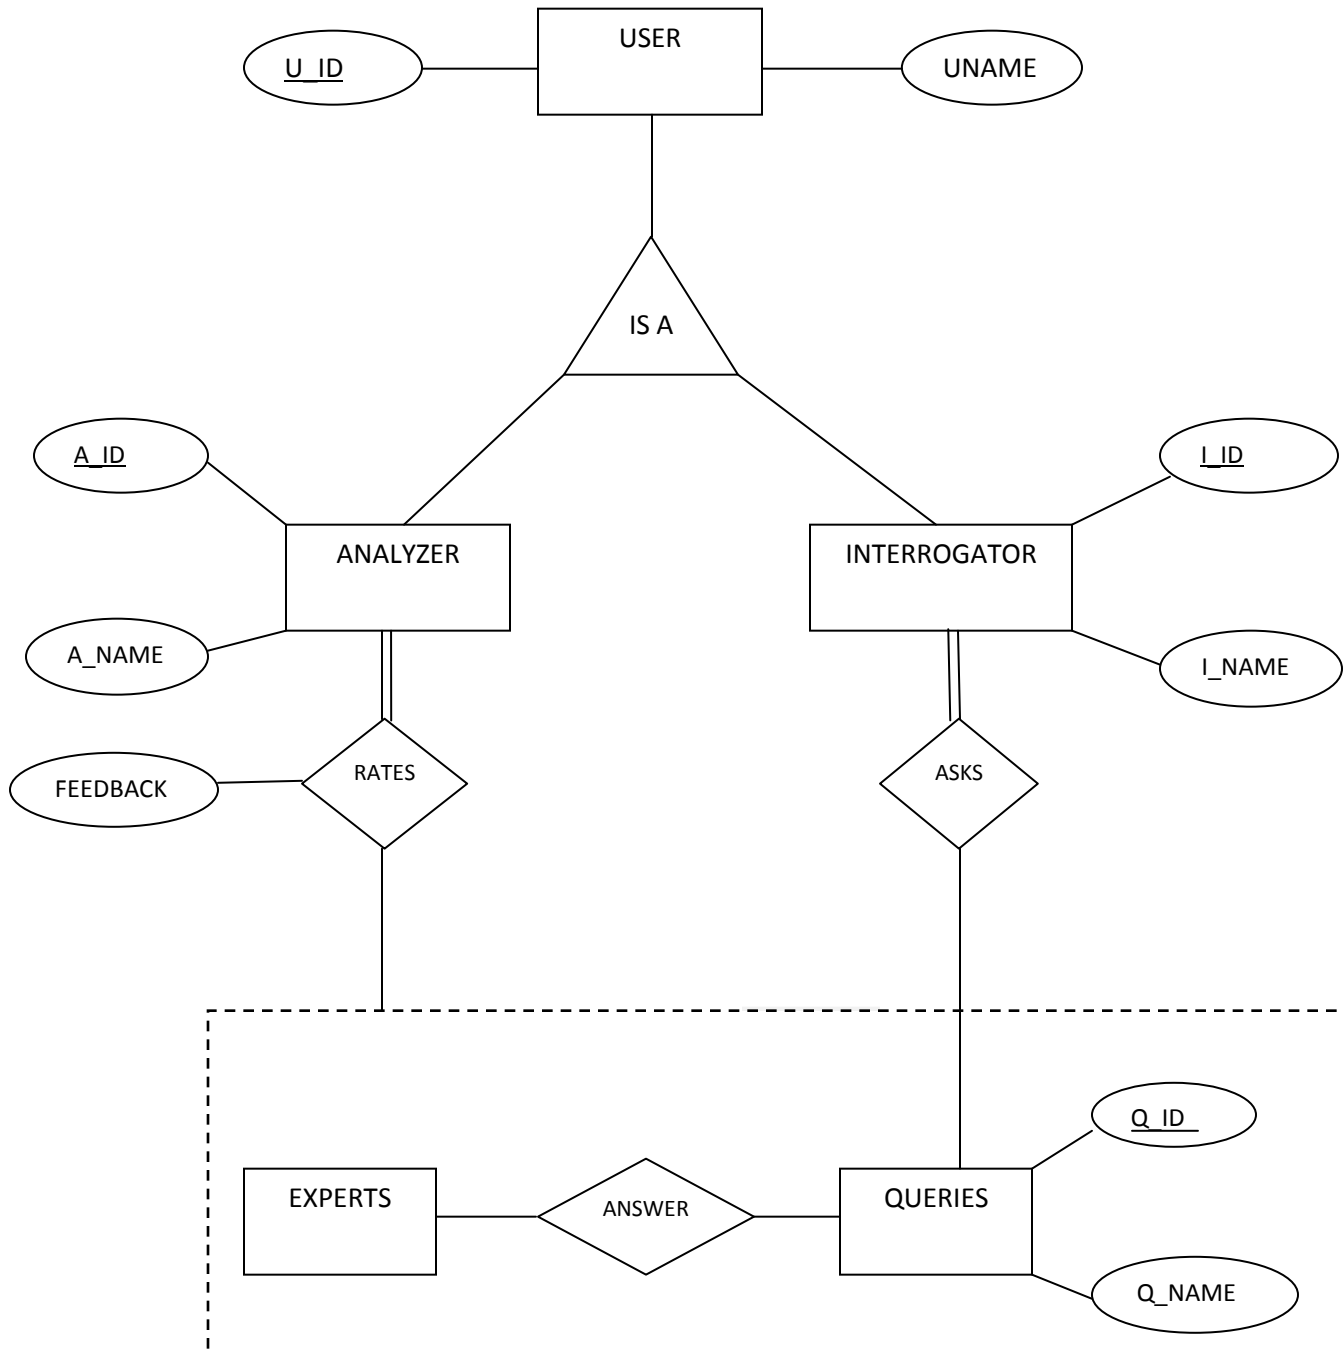 USER
U_ID
UNAME
IS A
A_ID
I_ID
ANALYZER
INTERROGATOR
A_NAME
I_NAME
RATES
ASKS
FEEDBACK
Q_ID
EXPERTS
ANSWER
QUERIES
Q_NAME